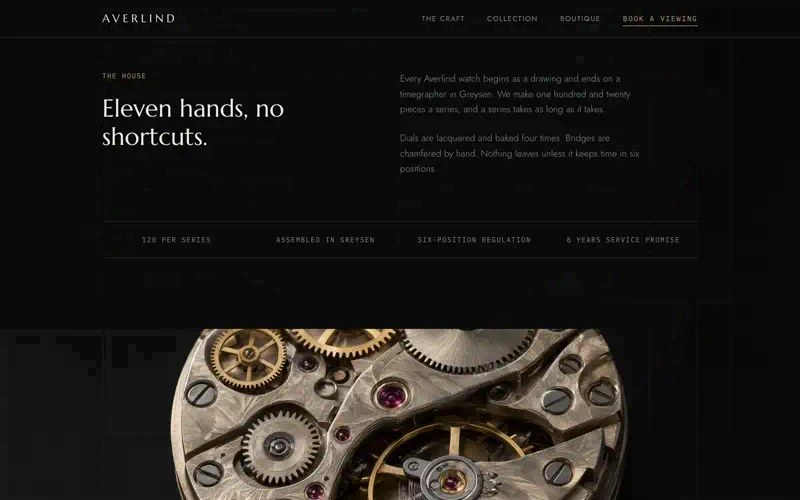 AVERLIND
THE CRAFT
COLLECTION
BOUTIQUE
BOOK A VIEWING
THE HOUSE
Eleven hands, no
shortcuts.
Every Averlind watch begins as a drawing and ends on a
timegrapher in Greysen. We make one hundred and twenty
pieces a series, and a series takes as long as it takes.
Dials are lacquered and baked four times. Bridges are
chamfered by hand. Nothing leaves unless it keeps time in six
positions.
120 PER SERIES
ASSEMBLED IN GREYSEN
SIX-POSITION REGULATION
8 YEARS SERVICE PROMISE